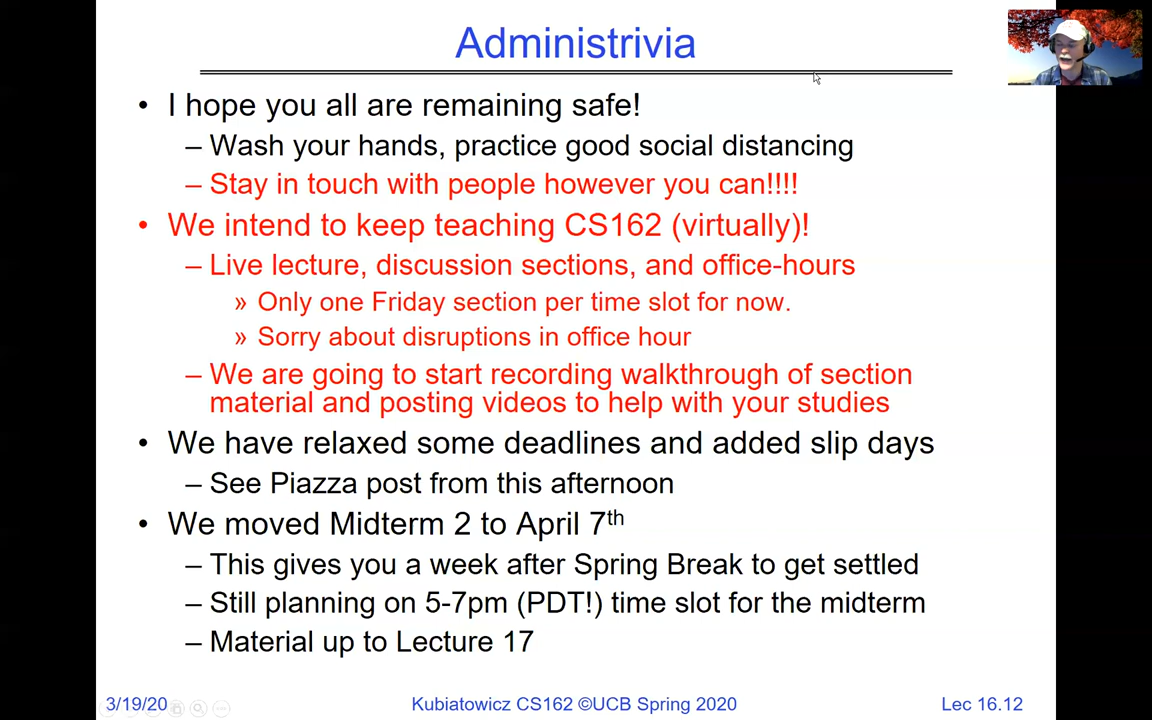 Administrivia
• I hope you all are remaining safe!
– Wash your hands, practice good social distancing
– Stay in touch with people however you can!!!!
• We intend to keep teaching CS162 (virtually)!
– Live lecture, discussion sections, and office-hours
» Only one Friday section per time slot for now.
» Sorry about disruptions in office hour
– We are going to start recording walkthrough of section
material and posting videos to help with your studies
• We have relaxed some deadlines and added slip days
– See Piazza post from this afternoon
• We moved Midterm 2 to April 7th
– This gives you a week after Spring Break to get settled
– Still planning on 5-7pm (PDT!) time slot for the midterm
– Material up to Lecture 17
3/19/20 Kubiatowicz CS162 ©UCB Spring 2020 Lec 16.12